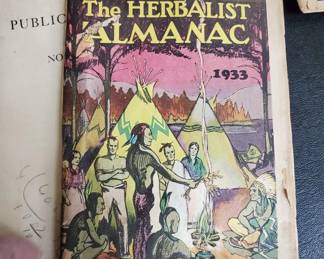 PUBLIC
NO
The HERBALIST
ALMANAC
1933